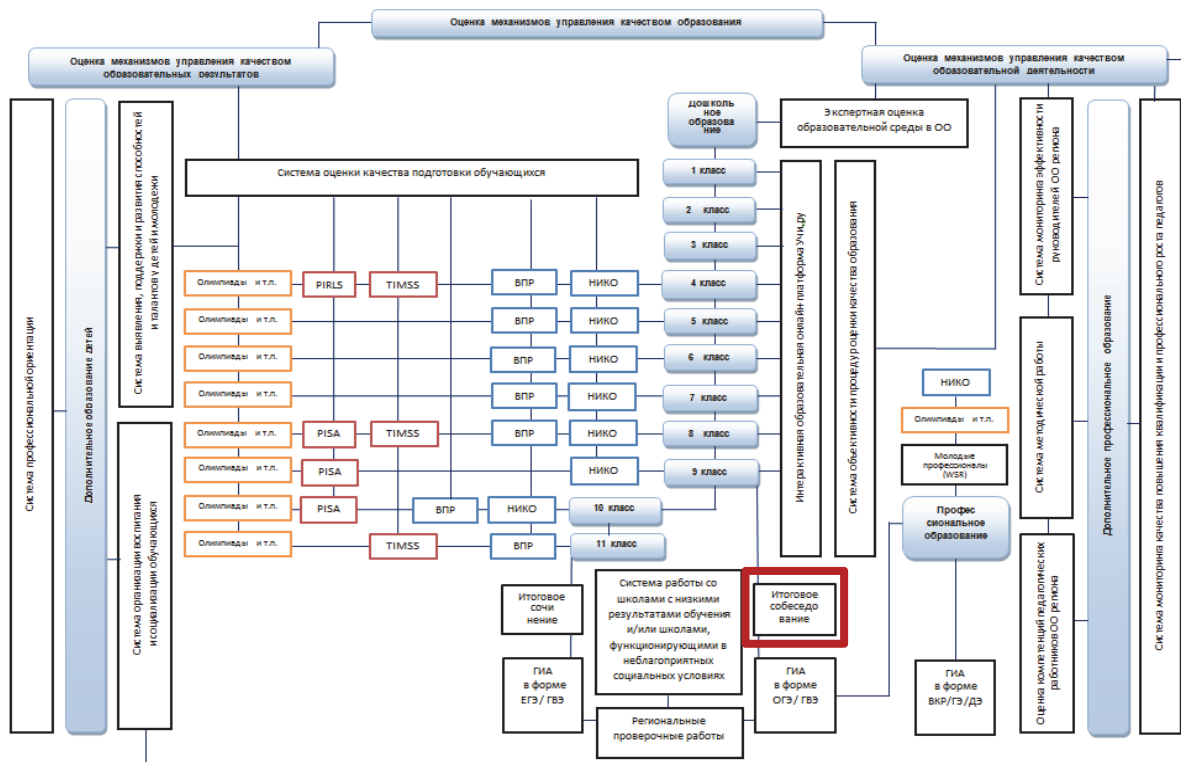 Оценка механизмов управления качеством образования
Оценка механизмов управления качеством
образовательных результатов
Оценка механизмов управления качеством
образовательной деятельности
Система профессиональной ориентации
Дополнительное образование детей
Система выявления, поддержки и развития способностей
и талантов у детей и молодежи
Система организации воспитания
и социализации обучающихся
Система оценки качества подготовки обучающихся
Дошколь
ное
образова
ние
Экспертная оценка
образовательной среды в ОО
1 класс
2 класс
3 класс
Олимпиады и т.п.
PIRLS
TIMSS
ВПР
НИКО
4 класс
Олимпиады и т.п.
ВПР
НИКО
5 класс
Олимпиады и т.п.
ВПР
НИКО
6 класс
Олимпиады и т.п.
ВПР
НИКО
7 класс
Олимпиады и т.п.
PISA
TIMSS
ВПР
НИКО
8 класс
Олимпиады и т.п.
PISA
НИКО
9 класс
Олимпиады и т.п.
PISA
ВПР
НИКО
10 класс
Олимпиады и т.п.
TIMSS
ВПР
11 класс
Интерактивная образовательная онлайн-платформа Учи.ру
Система объективности процедур оценки качества образования
Итоговое
сочи
нение
ГИА
в форме
ЕГЭ/ ГВЭ
Система работы со
школами с низкими
результатами обучения
и/или школами,
функционирующими в
неблагоприятных
социальных условиях
Региональные
проверочные работы
Итоговое
собеседо
вание
ГИА
в форме
ОГЭ/ ГВЭ
НИКО
Олимпиады и т.п.
Молодые
профессионалы
(WSR)
Профес
сиональное
образование
ГИА
в форме
ВКР/ГЭ/ДЭ
Система мониторинга эффективности
руководителей ОО региона
Система методической работы
Оценка компетенций педагогических
работников ОО региона
Дополнительное профессиональное образование
Система мониторинга качества повышения квалификации и профессионального роста педагогов